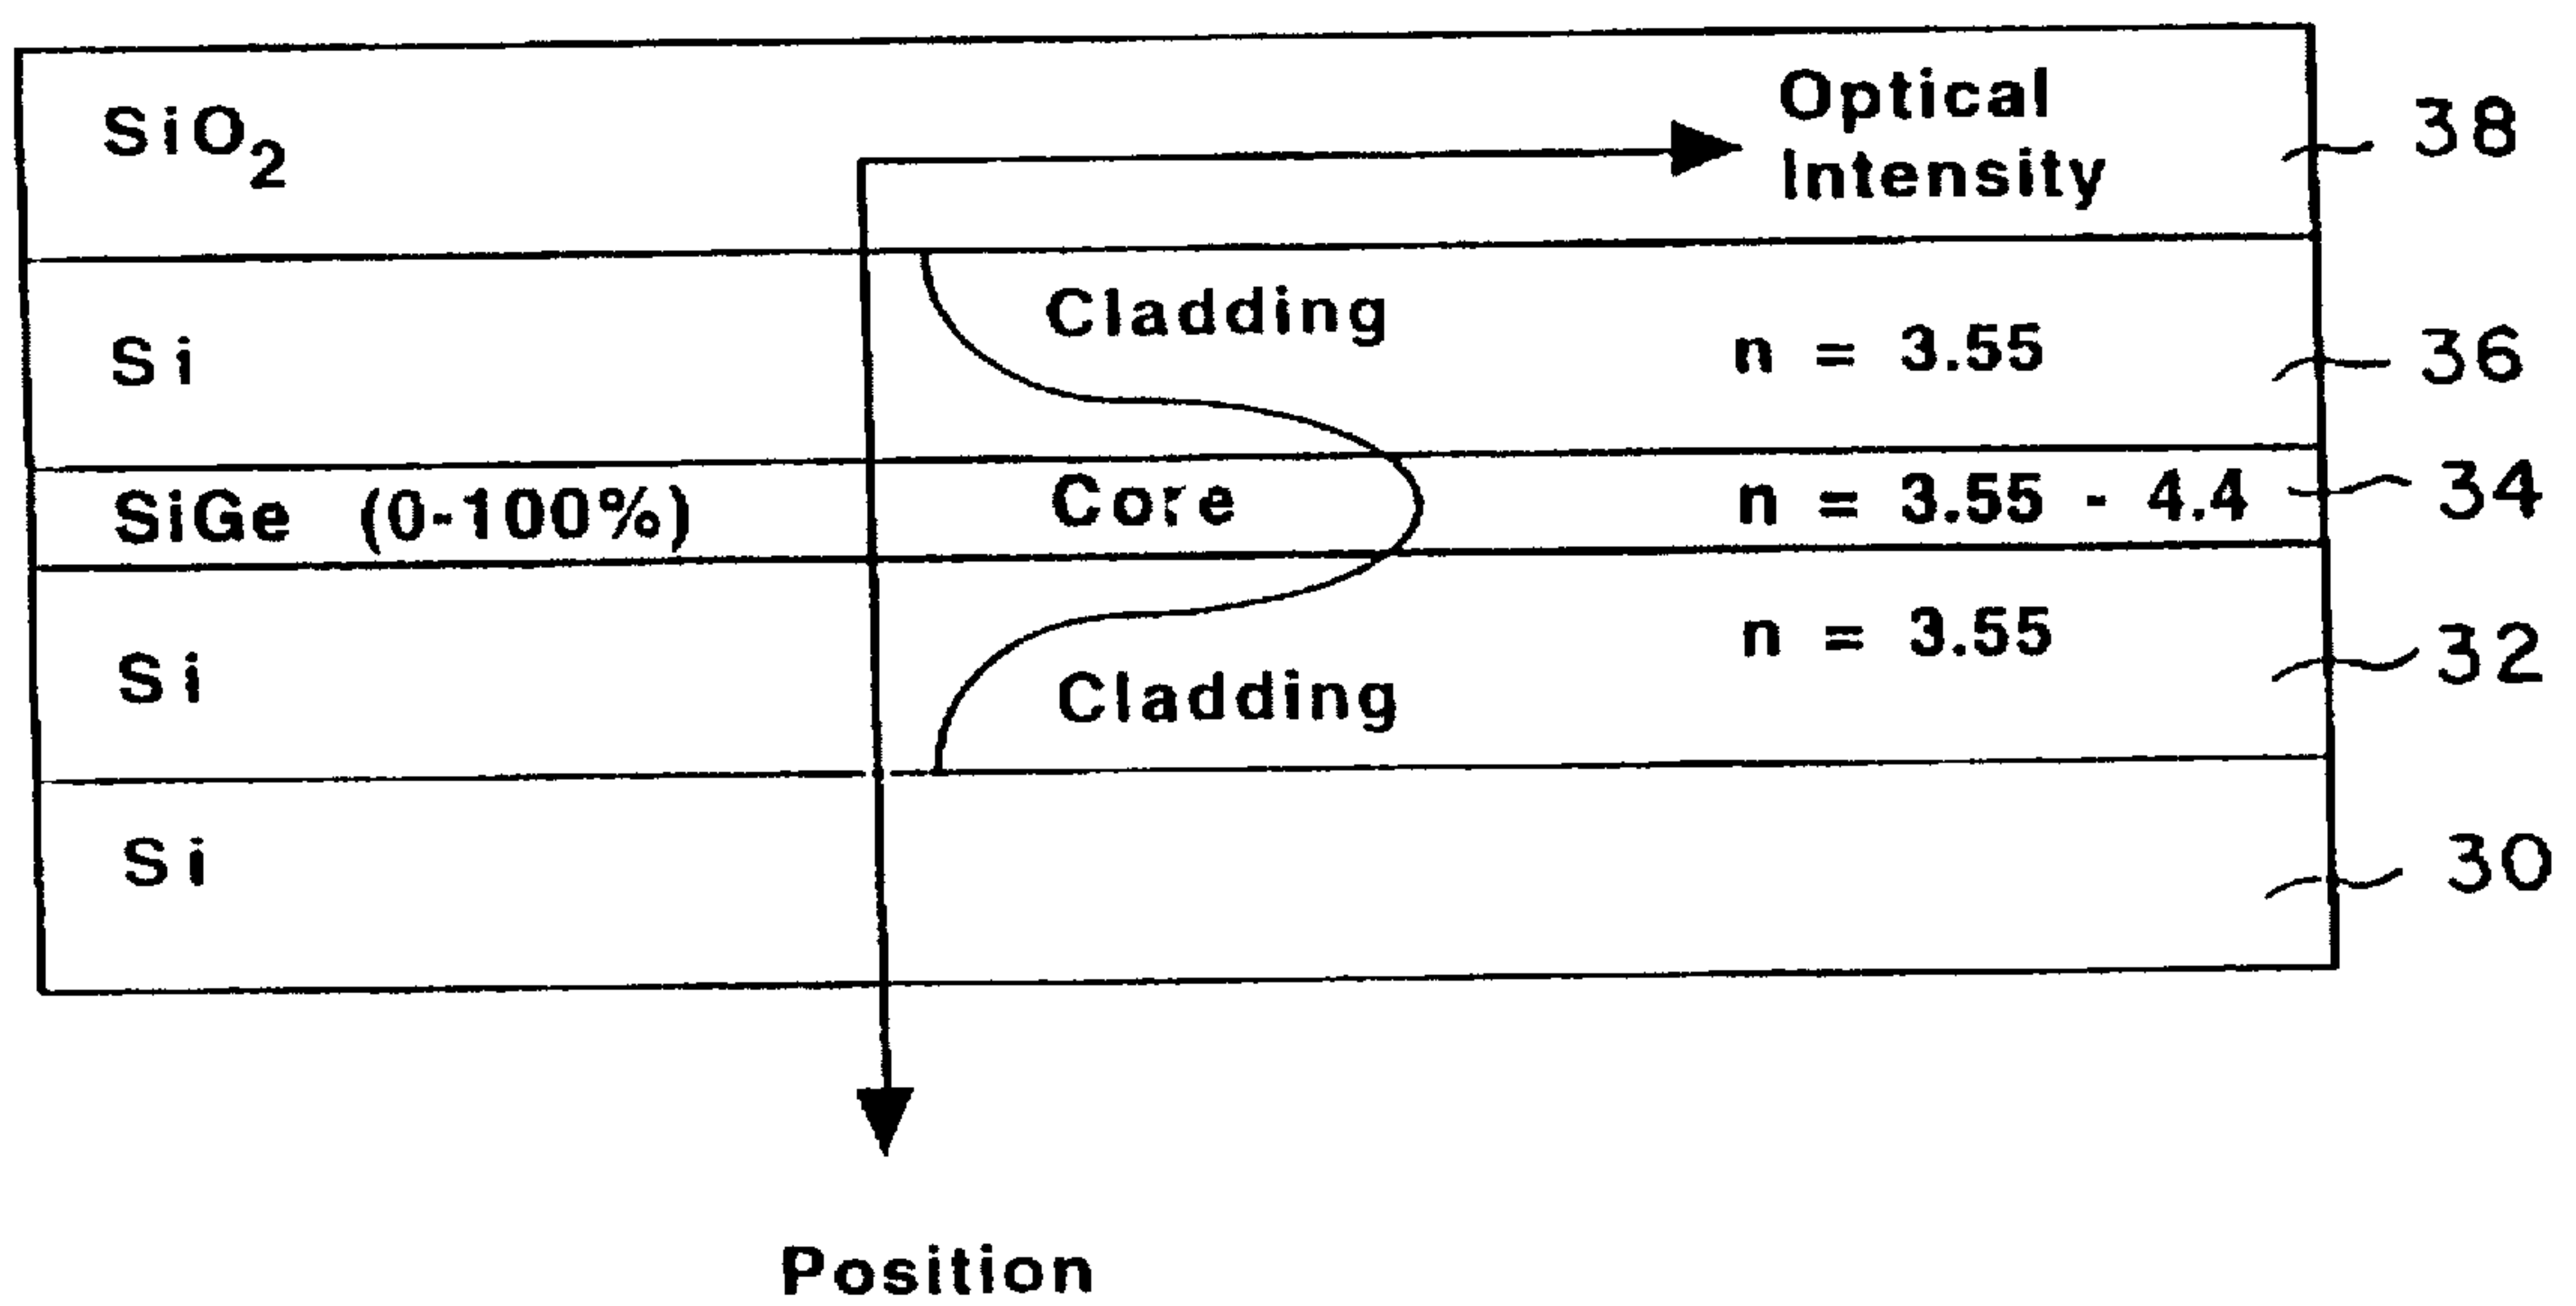 SiO2
Optical
Intensity
38
Cladding
Si
n = 3.55
36
SiGe (0-100%)
Core
n = 3.55 - 4.4
34
n = 3.55
Si
Cladding
32
Si
30
Position